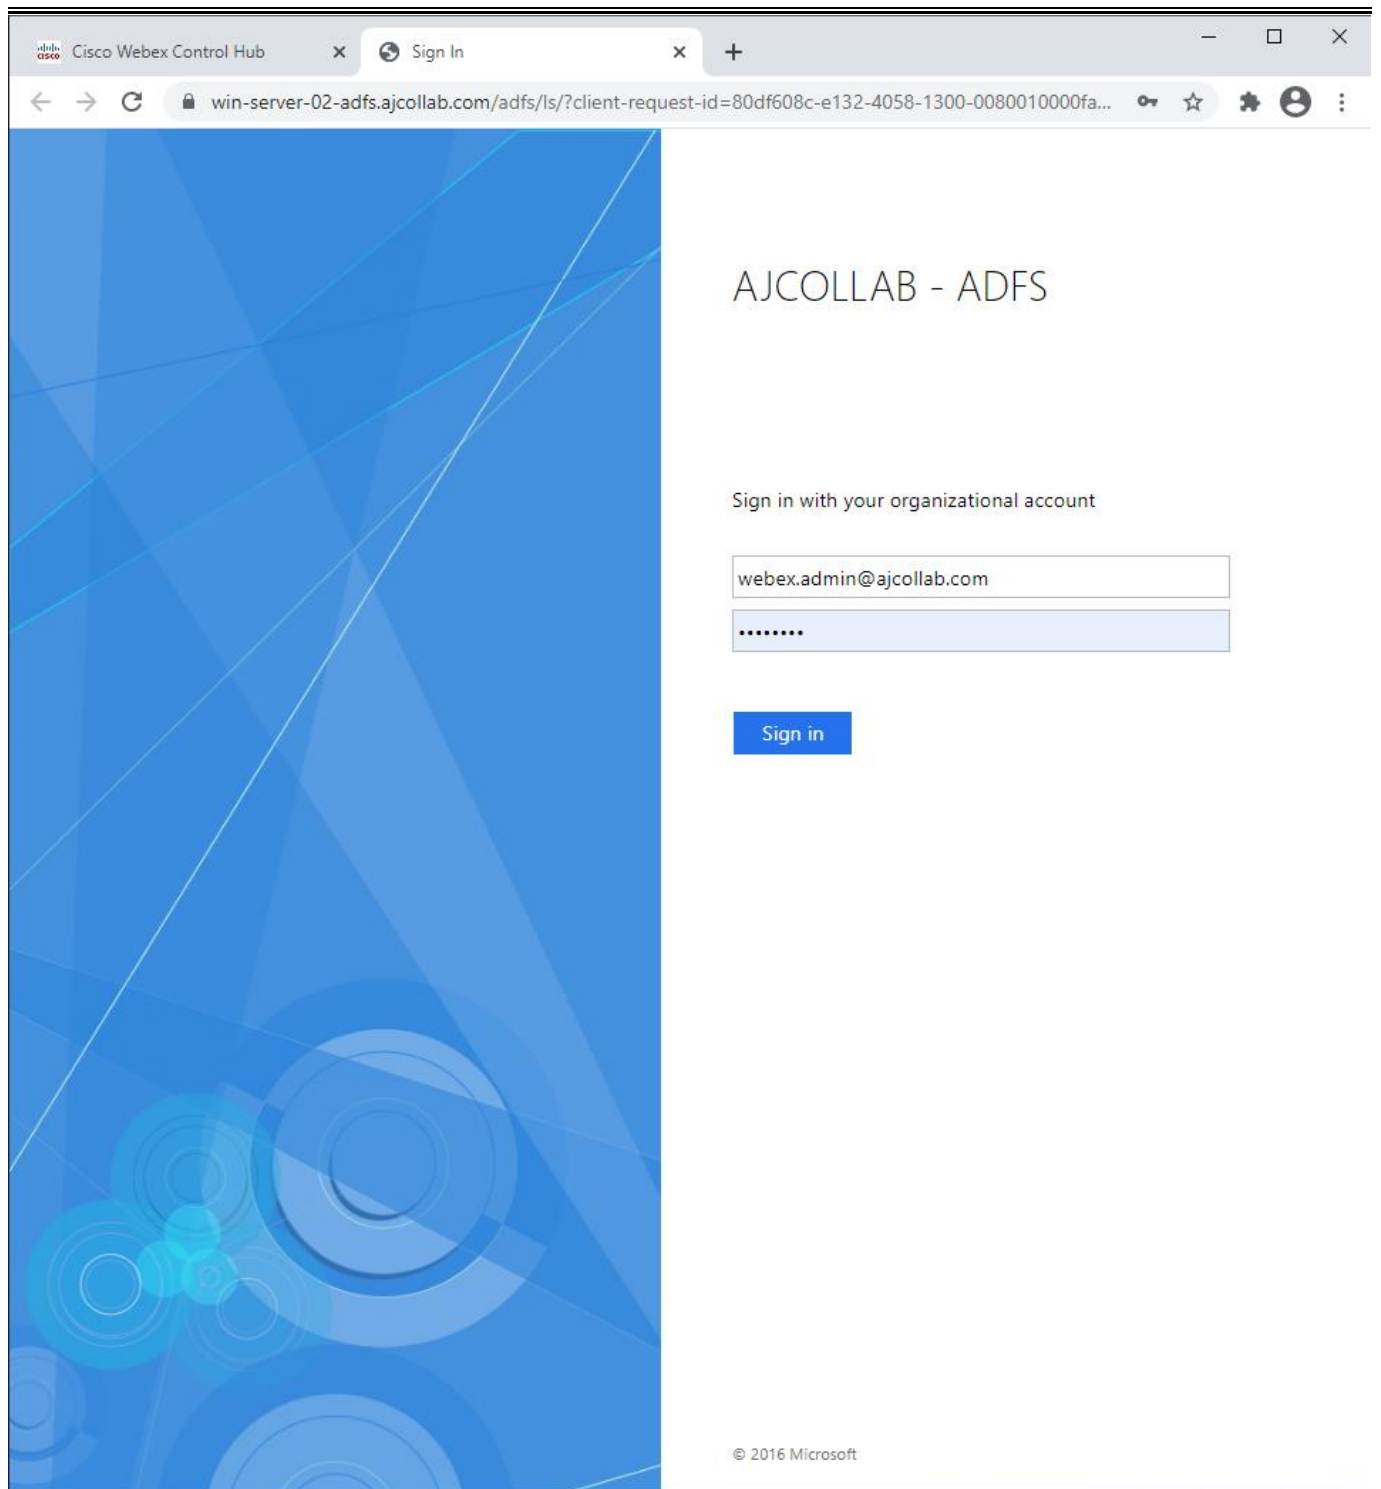 cisco Cisco Webex Control Hub Sign In
win-server-02-adfs.ajcollab.com/adfs/ls/?client-request-id=80df608c-e132-4058-1300-0080010000fa...
AJCOLLAB - ADFS
Sign in with your organizational account
webex.admin@ajcollab.com
••••••••
Sign in
© 2016 Microsoft